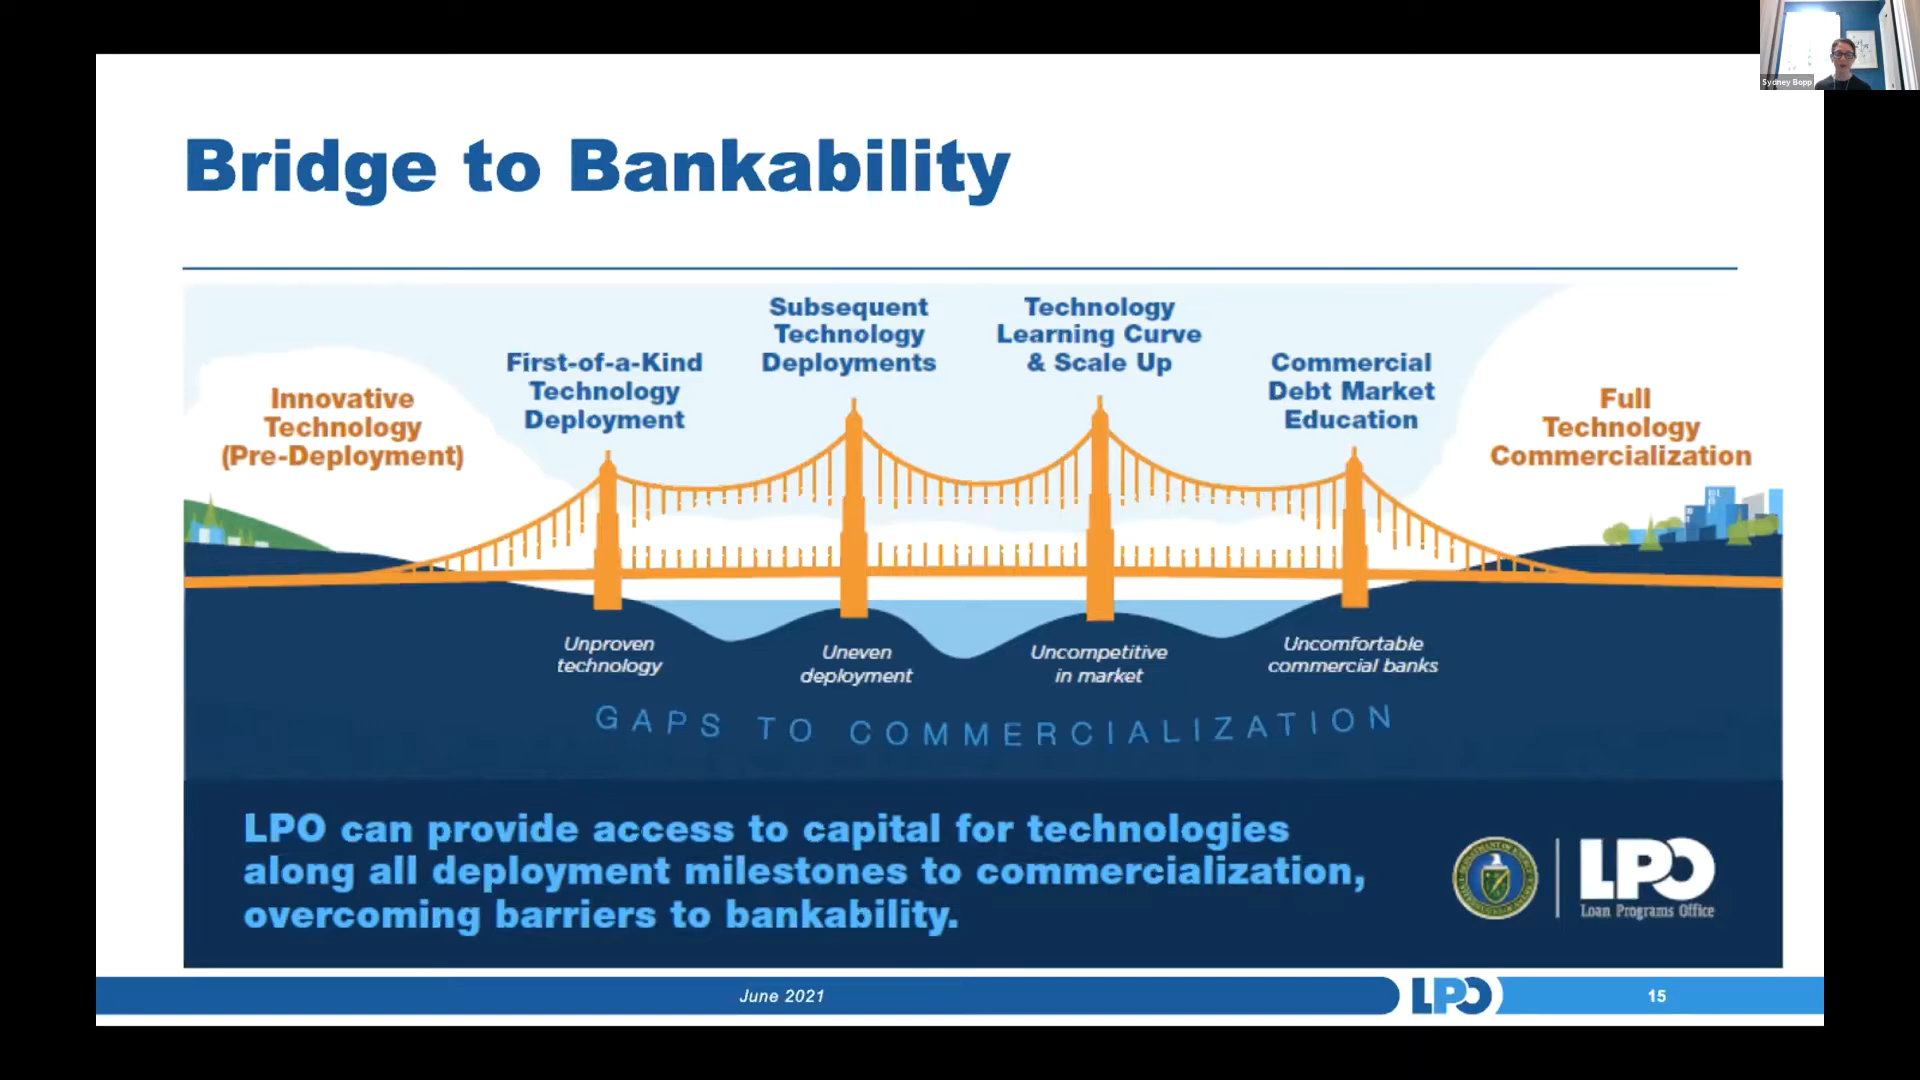 Sydney Bopp
Bridge to Bankability
Innovative
Technology
(Pre-Deployment)
First-of-a-Kind
Technology
Deployment
Subsequent
Technology
Deployments
Technology
Learning Curve
& Scale Up
Commercial
Debt Market
Education
Full
Technology
Commercialization
Unproven
technology
Uneven
deployment
Uncompetitive
in market
Uncomfortable
commercial banks
GAPS TO COMMERCIALIZATION
LPO can provide access to capital for technologies
along all deployment milestones to commercialization,
overcoming barriers to bankability.
LPO
Loan Programs Office
June 2021
LPO
15